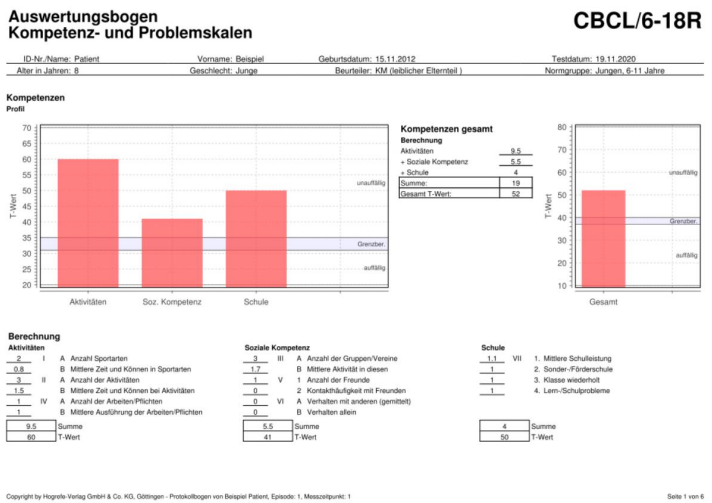 Auswertungsbogen
Kompetenz- und Problemskalen
CBCL/6-18R
ID-Nr./Name: Patient Vorname: Beispiel Geburtsdatum: 15.11.2012 Testdatum: 19.11.2020
Alter in Jahren: 8 Geschlecht: Junge Beurteiler: KM (leiblicher Elternteil ) Normgruppe: Jungen, 6-11 Jahre
Kompetenzen
Profil
70
65
60
55
50
45
40
35
30
25
20
T-Wert
unauffällig
Grenzber.
auffällig
Aktivitäten Soz. Kompetenz Schule
Kompetenzen gesamt
Berechnung
Aktivitäten 9.5
+ Soziale Kompetenz 5.5
+ Schule 4
Summe: 19
Gesamt T-Wert: 52
80
70
60
50
40
30
20
10
T-Wert
unauffällig
Grenzber.
auffällig
Gesamt
Berechnung
Aktivitäten
2 I A Anzahl Sportarten
0.8 B Mittlere Zeit und Können in Sportarten
3 II A Anzahl der Aktivitäten
1.5 B Mittlere Zeit und Können bei Aktivitäten
1 IV A Anzahl der Arbeiten/Pflichten
1 B Mittlere Ausführung der Arbeiten/Pflichten
9.5 Summe
60 T-Wert
Soziale Kompetenz
3 III A Anzahl der Gruppen/Vereine
1.7 B Mittlere Aktivität in diesen
1 V 1 Anzahl der Freunde
0 2 Kontakthäufigkeit mit Freunden
0 VI A Verhalten mit anderen (gemittelt)
0 B Verhalten allein
5.5 Summe
41 T-Wert
Schule
1.1 VII 1. Mittlere Schulleistung
1 2. Sonder-/Förderschule
1 3. Klasse wiederholt
1 4. Lern-/Schulprobleme
4 Summe
50 T-Wert
Copyright by Hogrefe-Verlag GmbH & Co. KG, Göttingen - Protokollbogen von Beispiel Patient, Episode: 1, Messzeitpunkt: 1
Seite 1 von 6